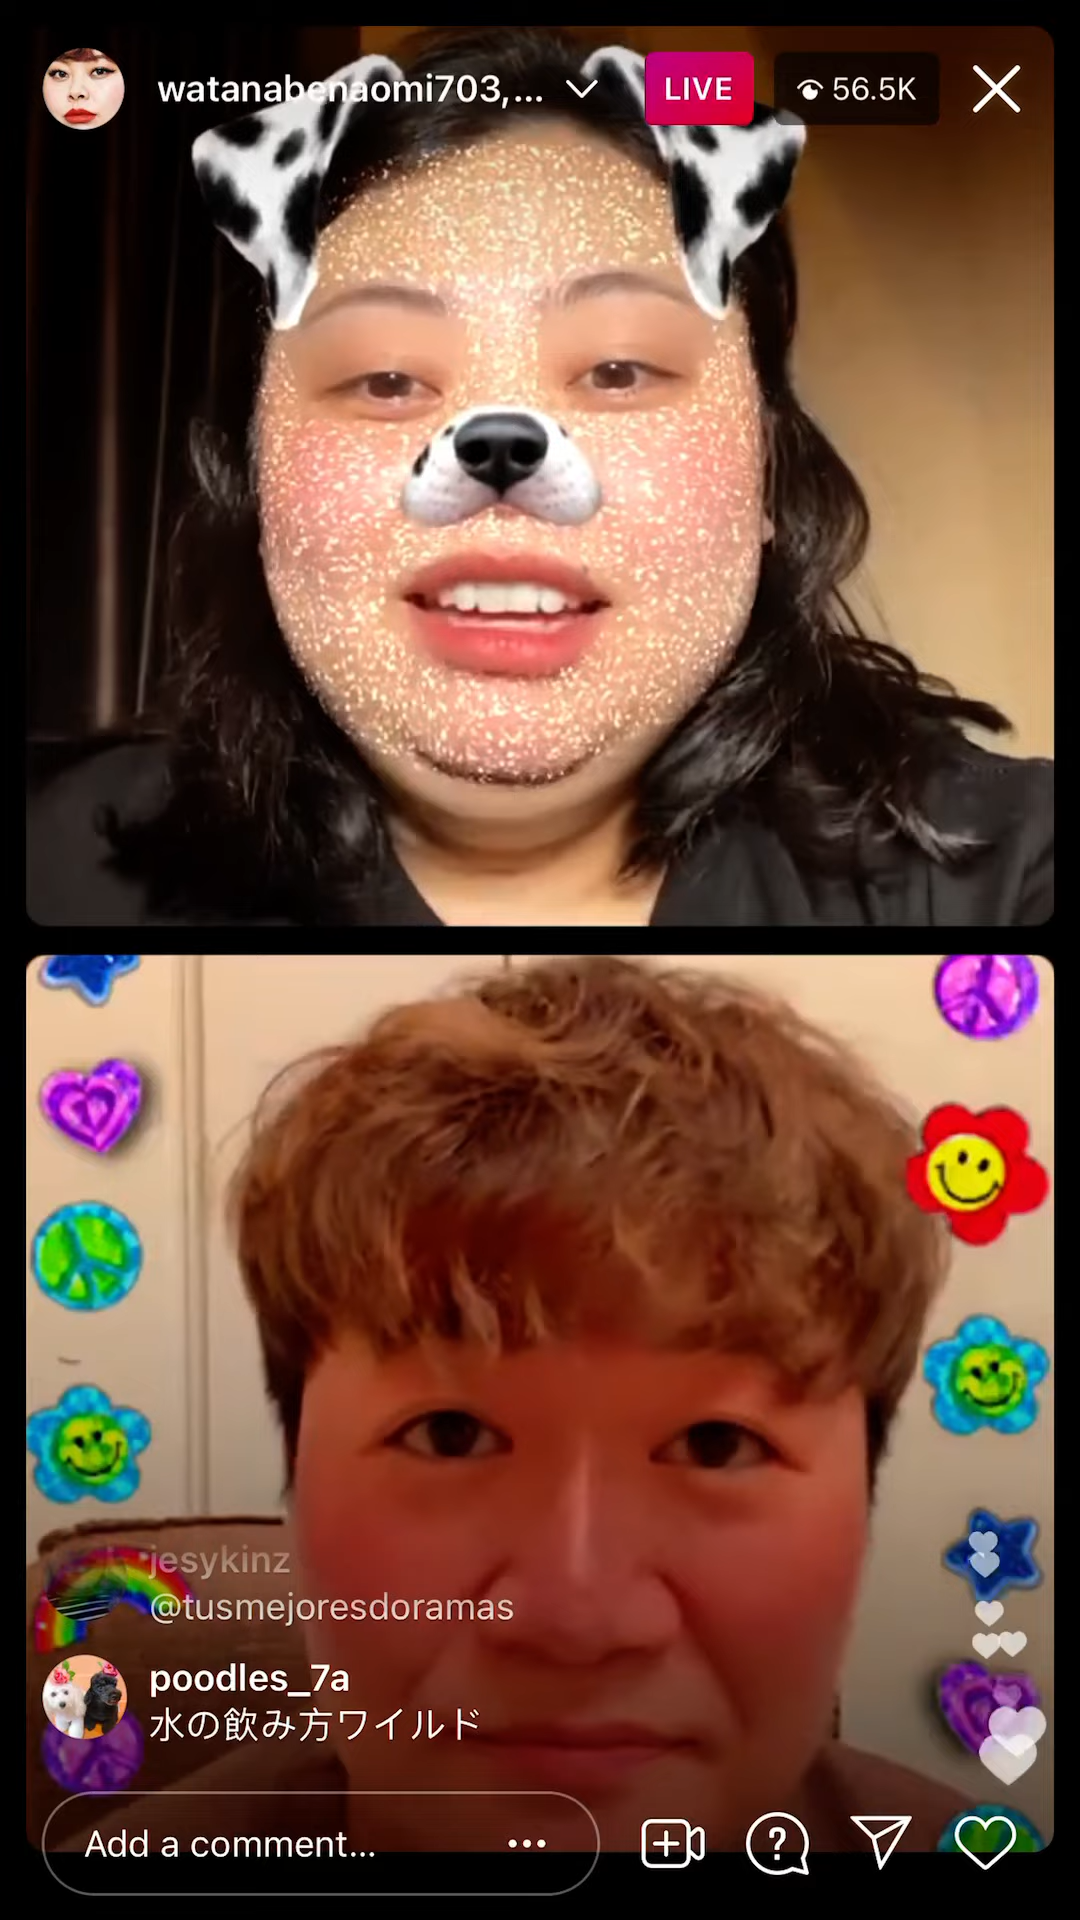 watanabenaomi703,...
LIVE
56.5K
jesykinz
@tusmejoresdoramas
poodles_7a
水の飲み方ワイルド
Add a comment...